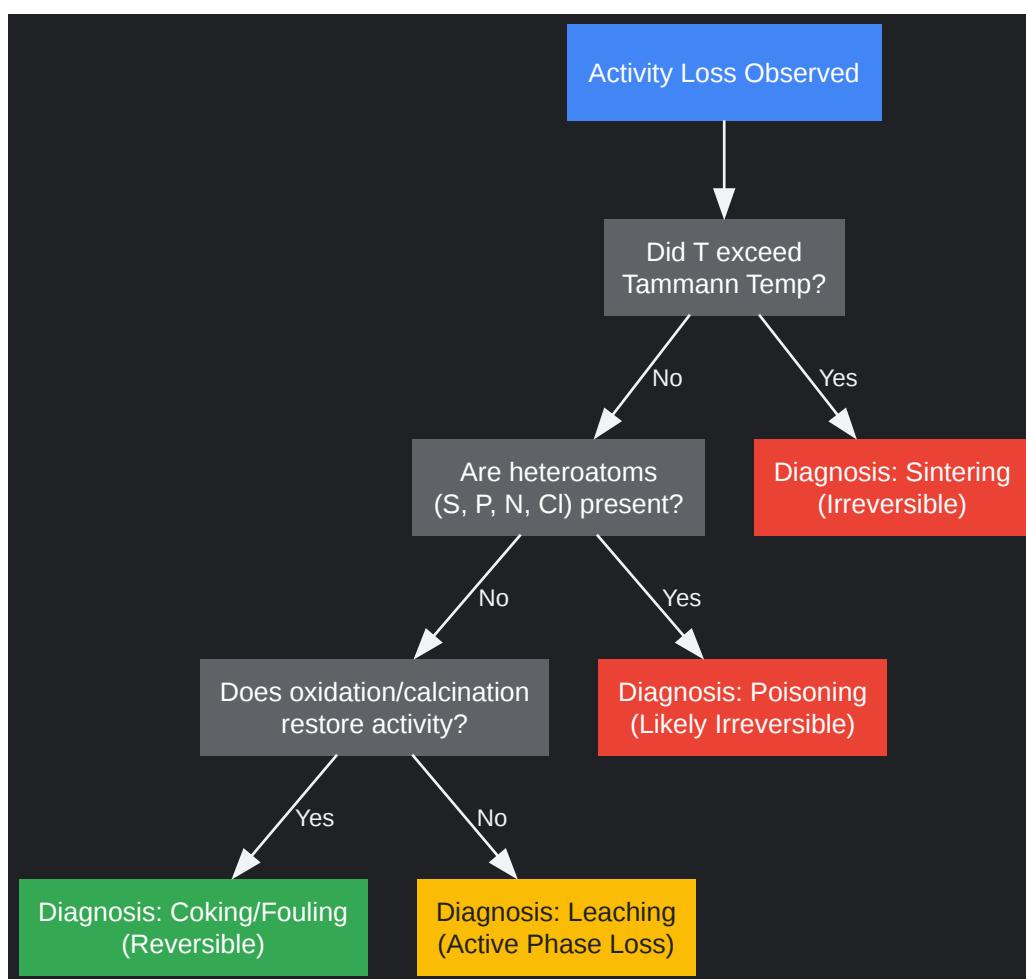 Activity Loss Observed
Did T exceed
Tammann Temp?
No
Yes
Are heteroatoms
(S, P, N, Cl) present?
Diagnosis: Sintering
(Irreversible)
No
Yes
Does oxidation/calcination
restore activity?
Diagnosis: Poisoning
(Likely Irreversible)
Yes
No
Diagnosis: Coking/Fouling
(Reversible)
Diagnosis: Leaching
(Active Phase Loss)